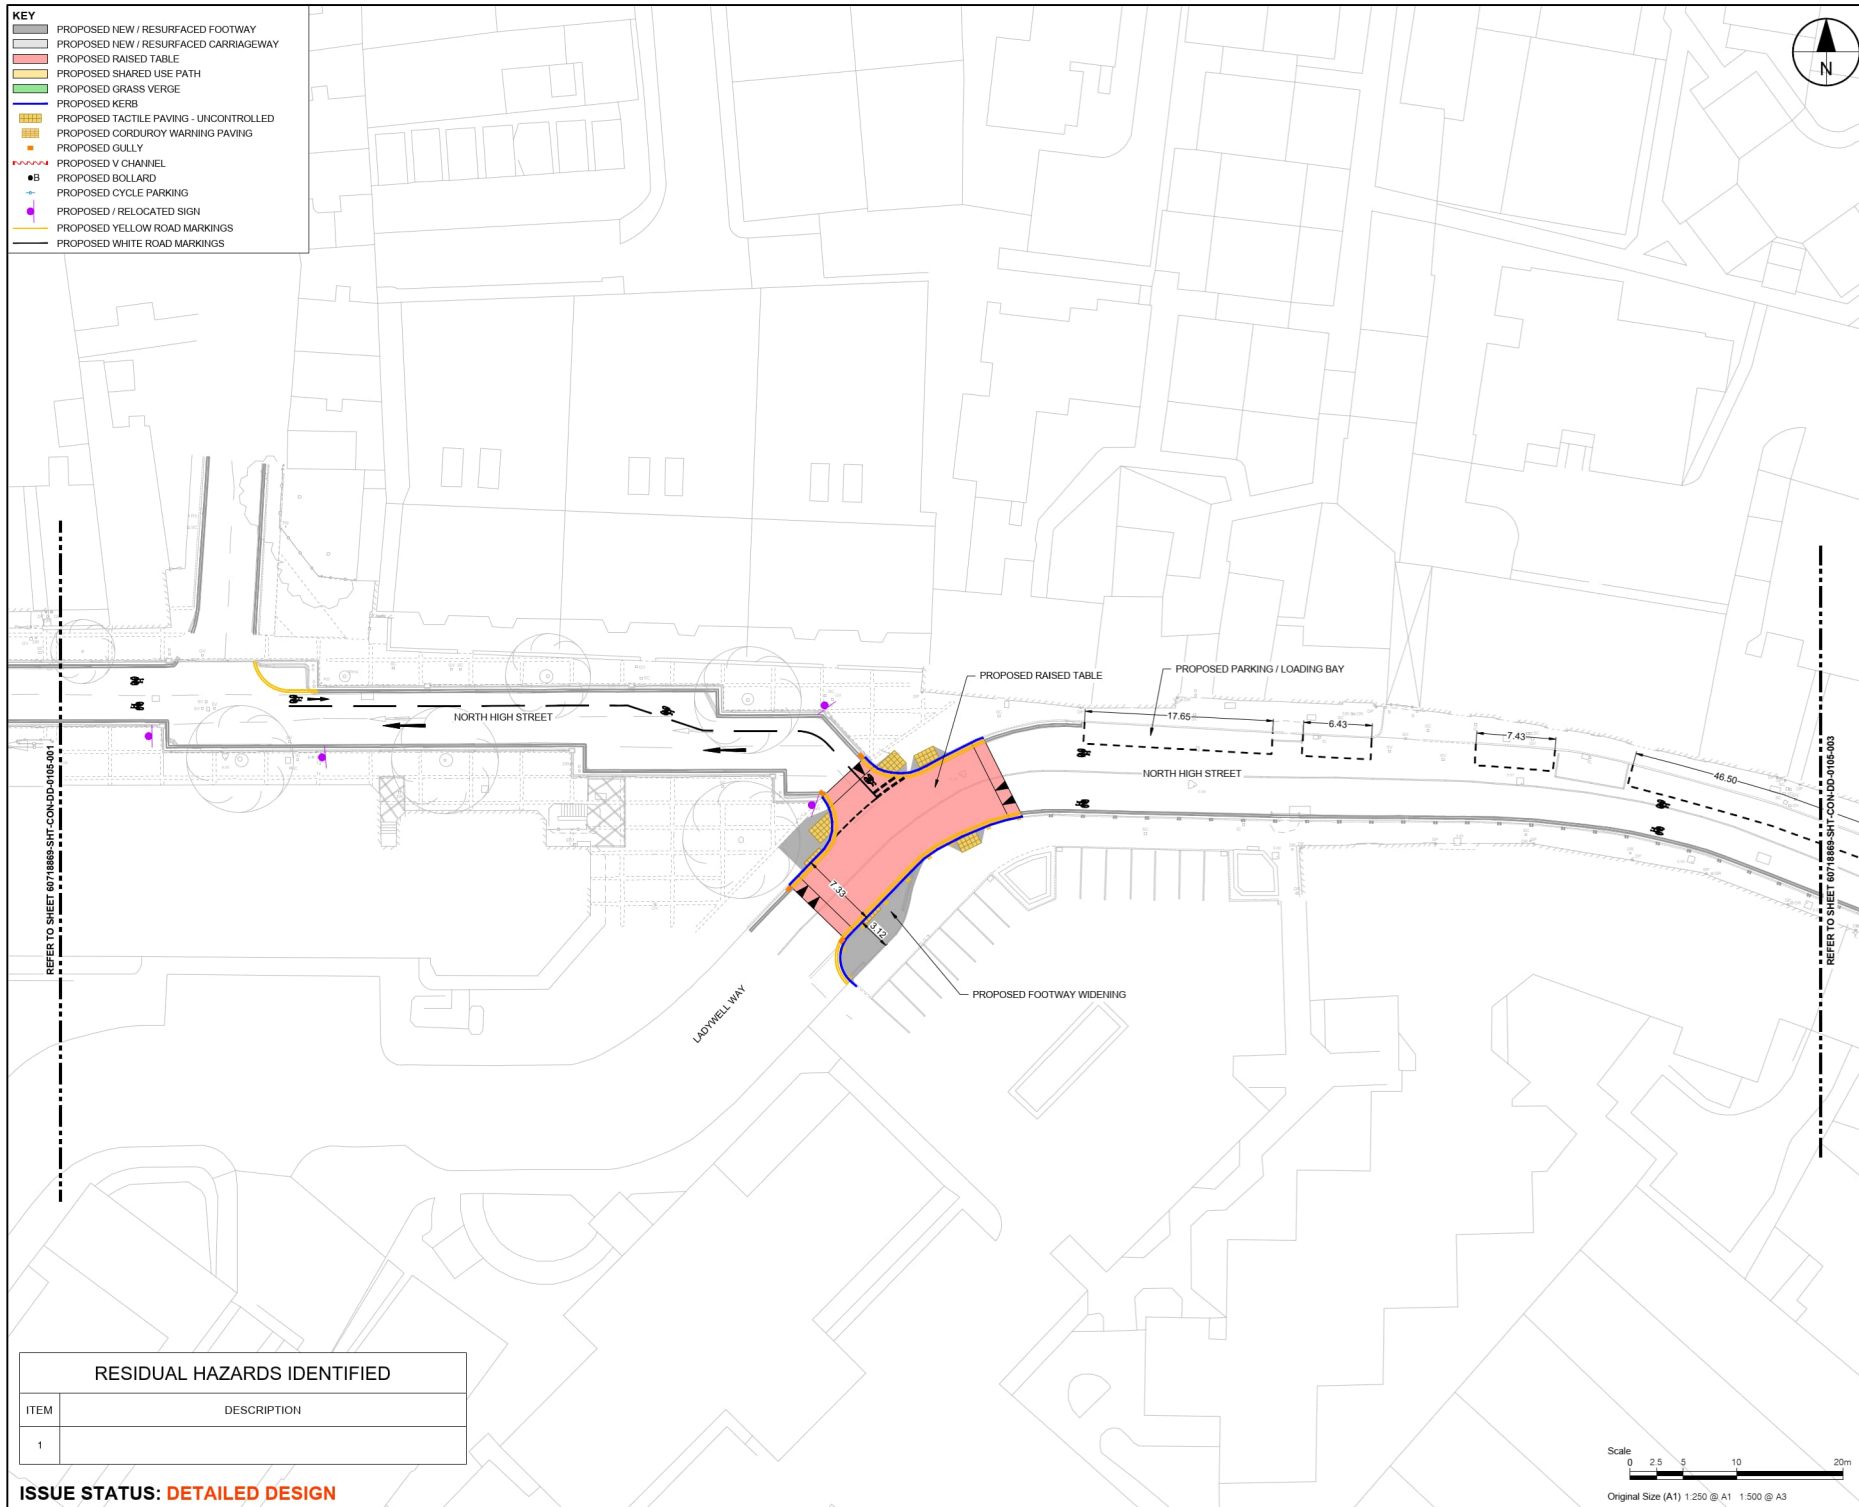 KEY
PROPOSED NEW / RESURFACED FOOTWAY
PROPOSED NEW / RESURFACED CARRIAGEWAY
PROPOSED RAISED TABLE
PROPOSED SHARED USE PATH
PROPOSED GRASS VERGE
PROPOSED KERB
PROPOSED TACTILE PAVING - UNCONTROLLED
PROPOSED CORDUROY WARNING PAVING
PROPOSED GULLY
PROPOSED V CHANNEL
B PROPOSED BOLLARD
PROPOSED CYCLE PARKING
PROPOSED / RELOCATED SIGN
PROPOSED YELLOW ROAD MARKINGS
PROPOSED WHITE ROAD MARKINGS
N
PROPOSED RAISED TABLE
PROPOSED PARKING / LOADING BAY
NORTH HIGH STREET
17.65
6.43
7.43
46.50
NORTH HIGH STREET
REFER TO SHEET 60718869-SHT-CON-DD-0105-001
REFER TO SHEET 60718869-SHT-CON-DD-0105-003
7.33
3.12
PROPOSED FOOTWAY WIDENING
LADYWELL WAY
RESIDUAL HAZARDS IDENTIFIED
ITEM DESCRIPTION
1
ISSUE STATUS: DETAILED DESIGN
Scale
0 2.5 5 10 20m
Original Size (A1) 1:250 @ A1 1:500 @ A3